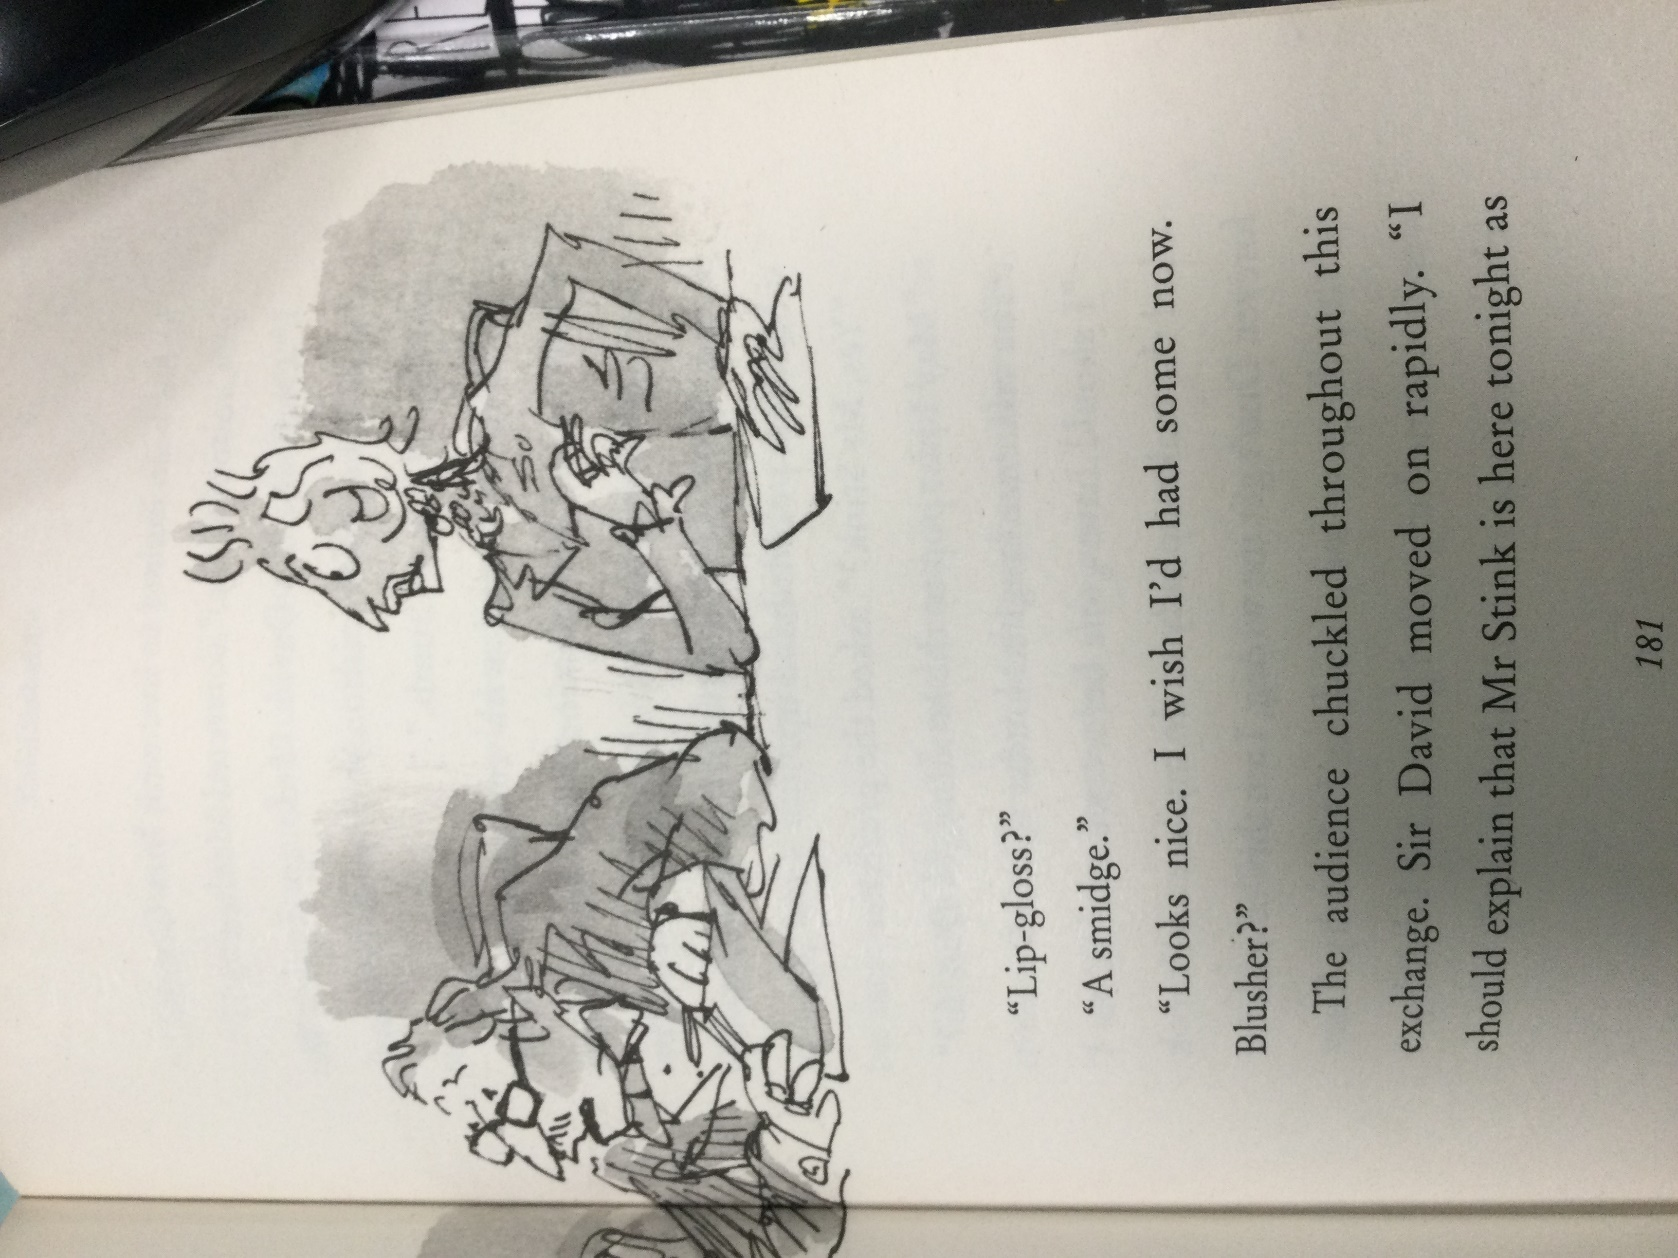 “Lip-gloss?”
“A smidge.”
“Looks nice. I wish I’d had some now.
Blusher?”
The audience chuckled throughout this
exchange. Sir David moved on rapidly. “I
should explain that Mr Stink is here tonight as
181